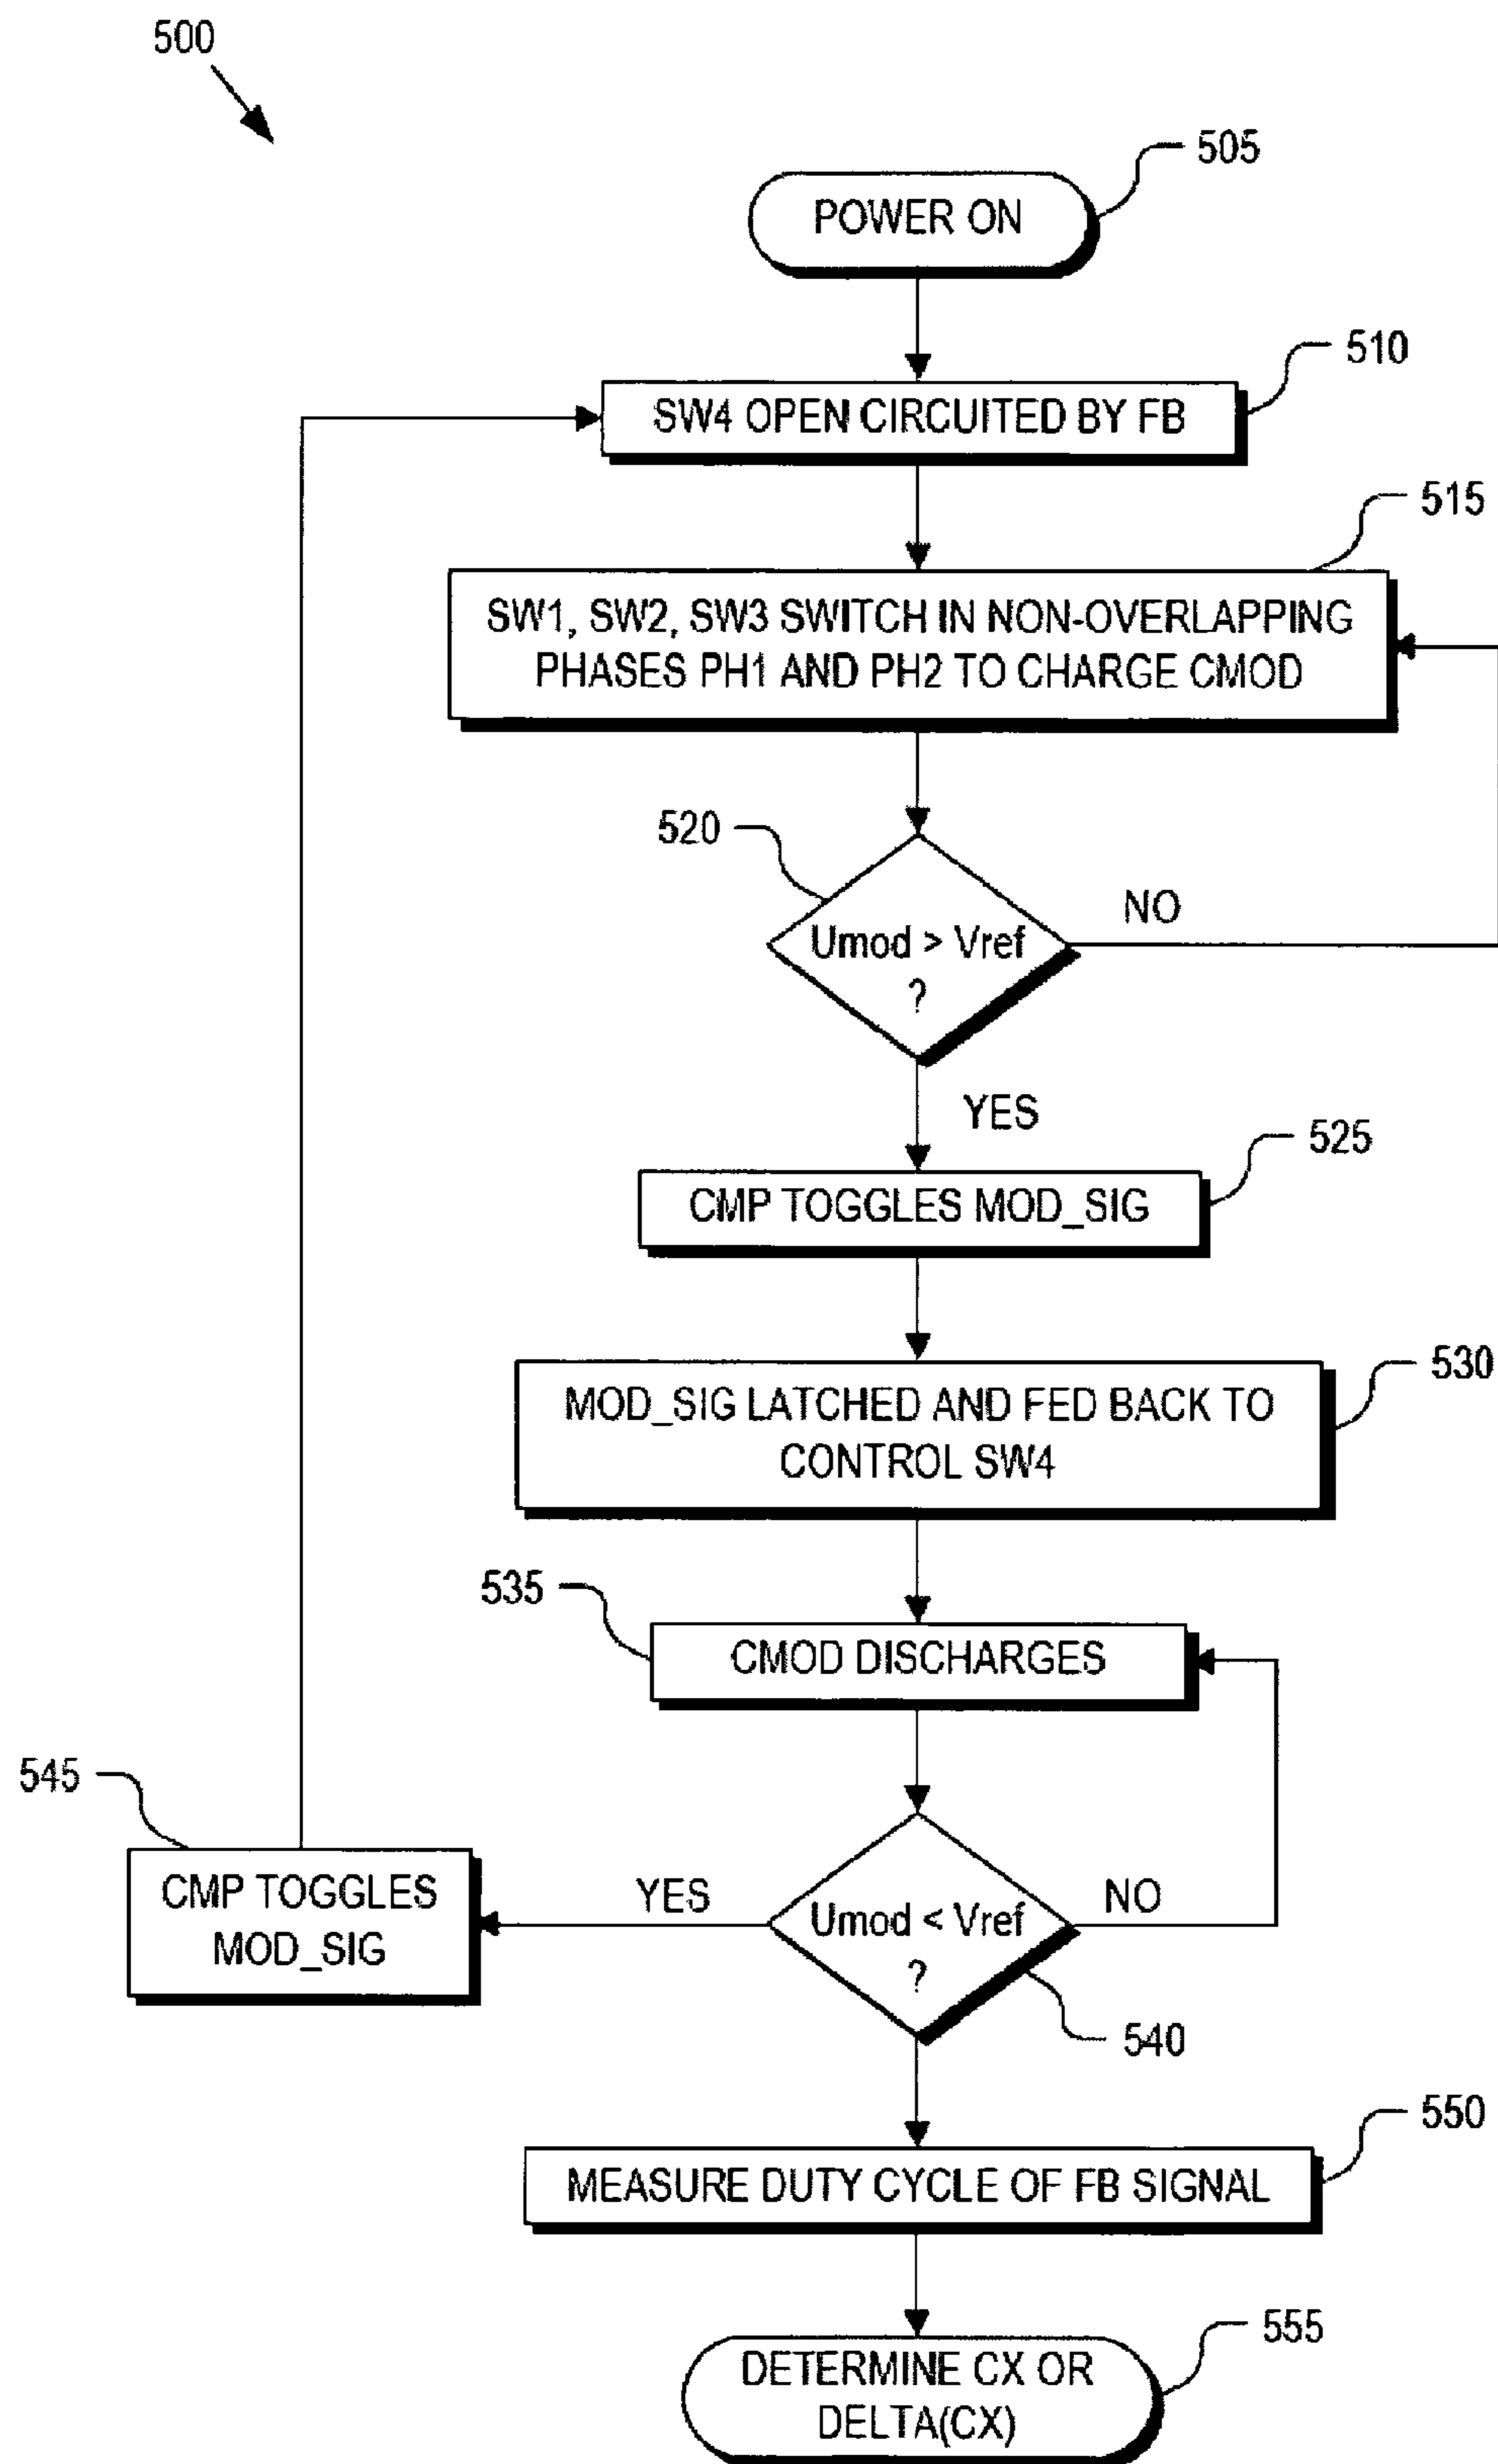 500
505
POWER ON
510
SW4 OPEN CIRCUITED BY FB
515
SW1, SW2, SW3 SWITCH IN NON-OVERLAPPING
PHASES PH1 AND PH2 TO CHARGE CMOD
520
Umod > Vref
?
NO
YES
525
CMP TOGGLES MOD_SIG
530
MOD_SIG LATCHED AND FED BACK TO
CONTROL SW4
535
CMOD DISCHARGES
545
CMP TOGGLES
MOD_SIG
YES
Umod < Vref
?
NO
540
550
MEASURE DUTY CYCLE OF FB SIGNAL
555
DETERMINE CX OR
DELTA(CX)